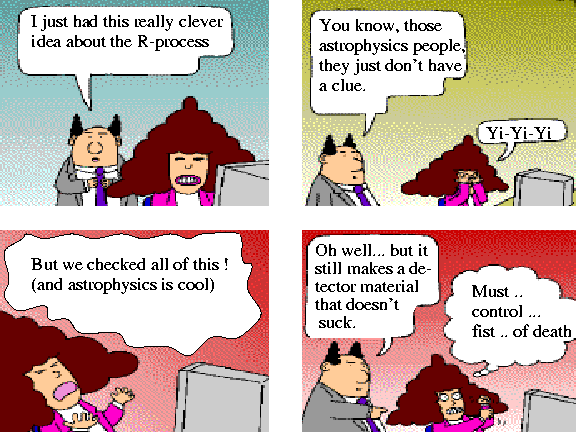 I just had this really clever
idea about the R-process
You know, those
astrophysics people,
they just don't have
a clue.
Yi-Yi-Yi
But we checked all of this !
(and astrophysics is cool)
Oh well... but it
still makes a de-
tector material
that doesn't
suck.
Must ..
control ...
fist .. of death